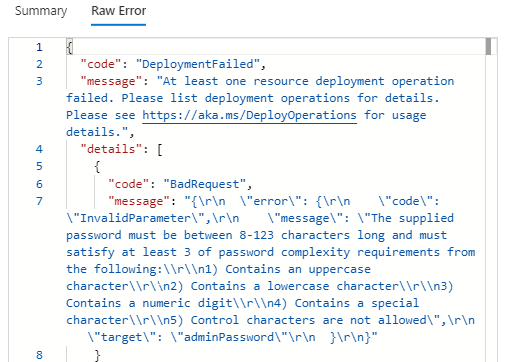 Summary Raw Error
1 {
2 "code": "DeploymentFailed",
3 "message": "At least one resource deployment operation
failed. Please list deployment operations for details.
Please see https://aka.ms/DeployOperations for usage
details.",
4 "details": [
5 {
6 "code": "BadRequest",
7 "message": "{\r\n  \"error\": {\r\n    \"code\":
\"InvalidParameter\",\r\n    \"message\": \"The supplied
password must be between 8-123 characters long and must
satisfy at least 3 of password complexity requirements from
the following:\\r\\n1) Contains an uppercase
character\\r\\n2) Contains a lowercase character\\r\\n3)
Contains a numeric digit\\r\\n4) Contains a special
character\\r\\n5) Control characters are not allowed\",\r\n
\"target\": \"adminPassword\"\r\n  }\r\n}"
8 }